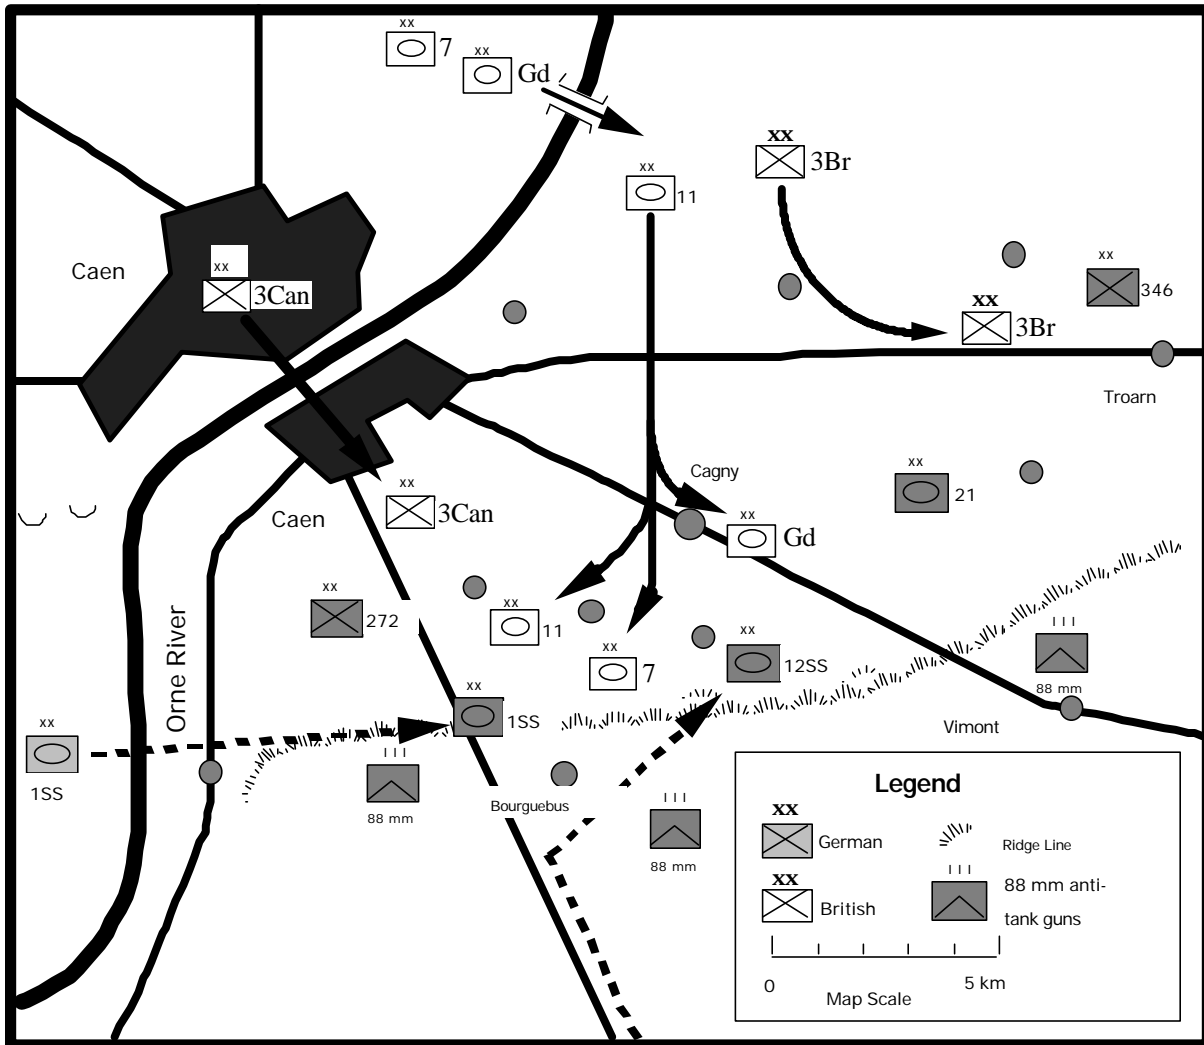 xx
7
xx
Gd
xx
3Br
xx
11
Caen
xx
3Can
xx
346
xx
3Br
Troarn
Cagny
xx
21
xx
3Can
Caen
xx
Gd
xx
272
xx
11
xx
7
xx
12SS
I I I
88 mm
Orne River
xx
1SS
xx
1SS
Vimont
I I I
88 mm
Bourguebus
I I I
88 mm
Legend
xx
German
Ridge Line
xx
British
I I I
88 mm anti-
tank guns
0
5 km
Map Scale